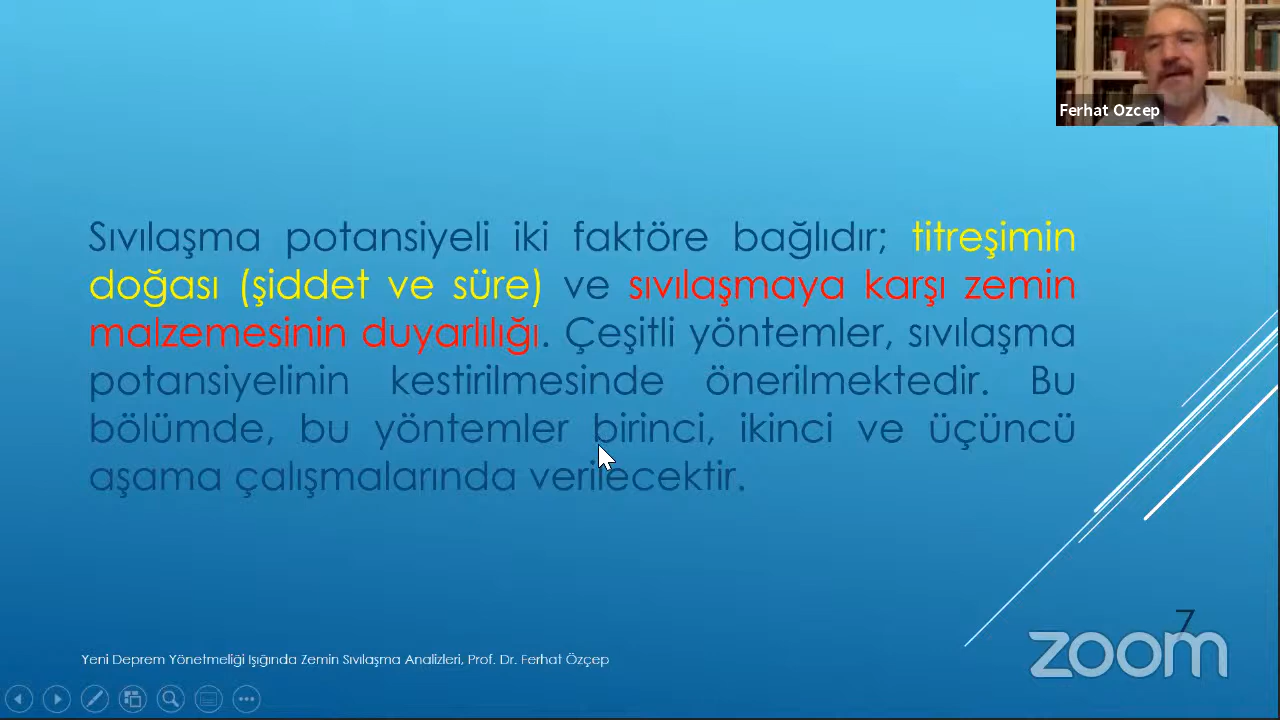 Ferhat Ozcep
Sıvılaşma potansiyeli iki faktöre bağlıdır; titreşimin
doğası (şiddet ve süre) ve sıvılaşmaya karşı zemin
malzemesinin duyarlılığı. Çeşitli yöntemler, sıvılaşma
potansiyelinin kestirilmesinde önerilmektedir. Bu
bölümde, bu yöntemler birinci, ikinci ve üçüncü
aşama çalışmalarında verilecektir.
7
zoom
Yeni Deprem Yönetmeliği Işığında Zemin Sıvılaşma Analizleri, Prof. Dr. Ferhat Özçep